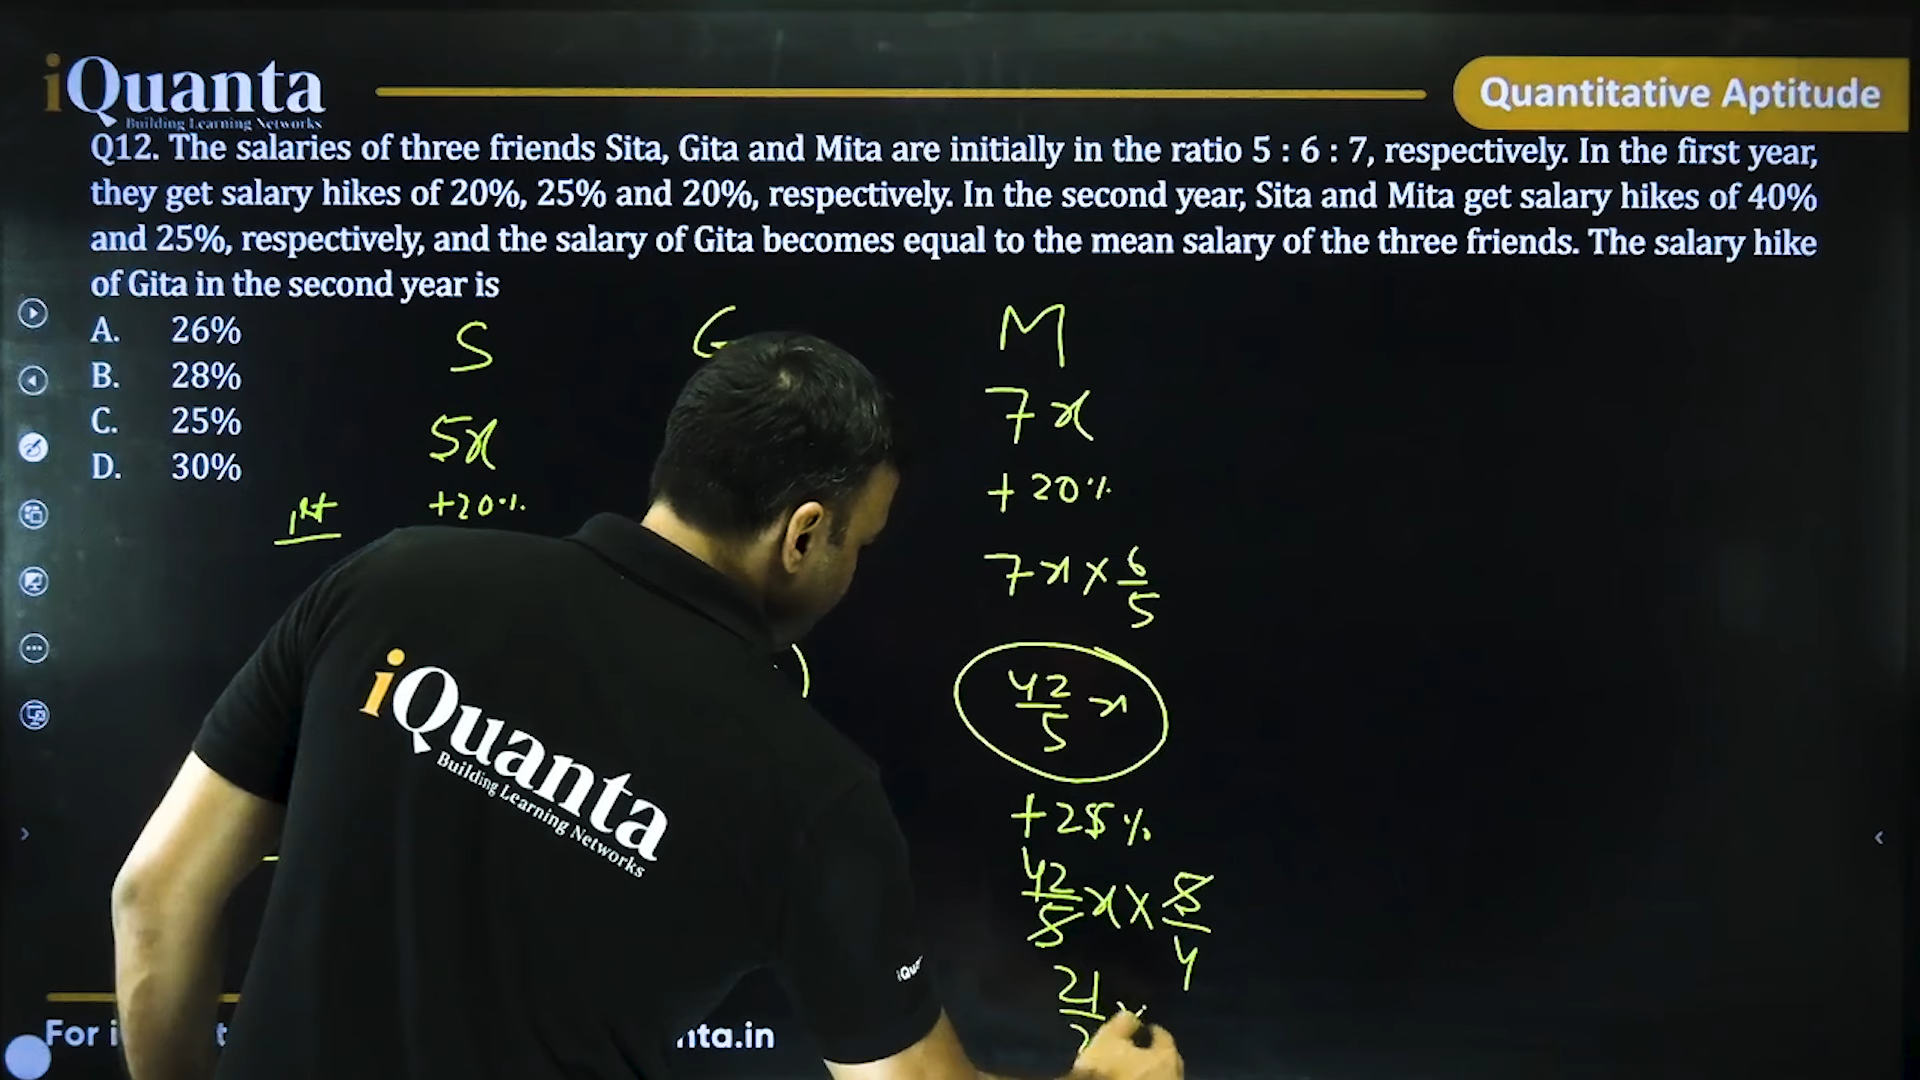 iQuanta
Building Learning Networks
Quantitative Aptitude
Q12. The salaries of three friends Sita, Gita and Mita are initially in the ratio 5 : 6 : 7, respectively. In the first year,
they get salary hikes of 20%, 25% and 20%, respectively. In the second year, Sita and Mita get salary hikes of 40%
and 25%, respectively, and the salary of Gita becomes equal to the mean salary of the three friends. The salary hike
of Gita in the second year is
A. 26%
B. 28%
C. 25%
D. 30%
S G M
5x 7x
1st +20% +20%
7x × 6/5
42/5 x
+25%
42/5 x × 5/4
21
iQuanta
Building Learning Networks
iQu
For i
nta.in